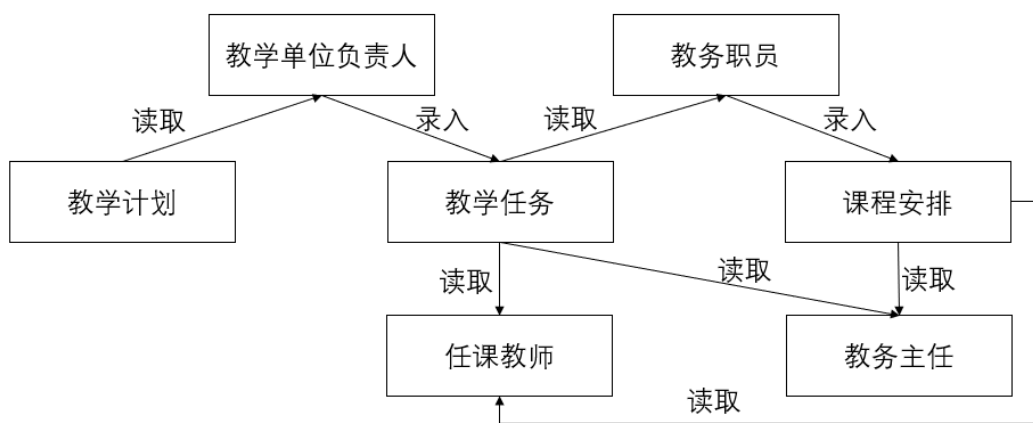 教学单位负责人
教务职员
读取
录入
读取
录入
教学计划
教学任务
课程安排
读取
读取
读取
任课教师
教务主任
读取